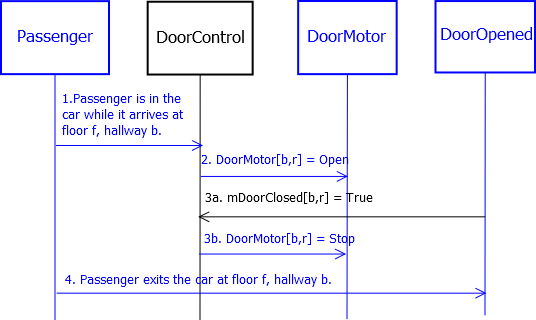 Passenger
DoorControl
DoorMotor
DoorOpened
1.Passenger is in the
car while it arrives at
floor f, hallway b.
2. DoorMotor[b,r] = Open
3a. mDoorClosed[b,r] = True
3b. DoorMotor[b,r] = Stop
4. Passenger exits the car at floor f, hallway b.